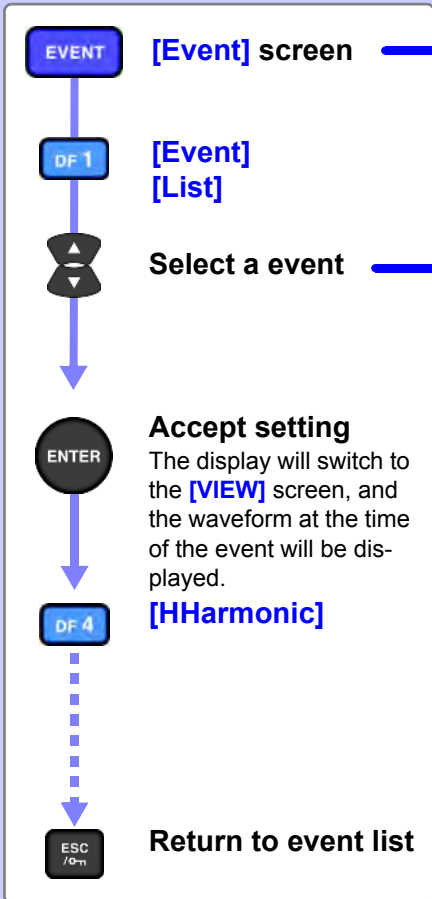 EVENT
[Event] screen
DF 1
[Event]
[List]
Select a event
ENTER
Accept setting
The display will switch to
the [VIEW] screen, and
the waveform at the time
of the event will be dis-
played.
DF 4
[HHarmonic]
ESC
/
Return to event list